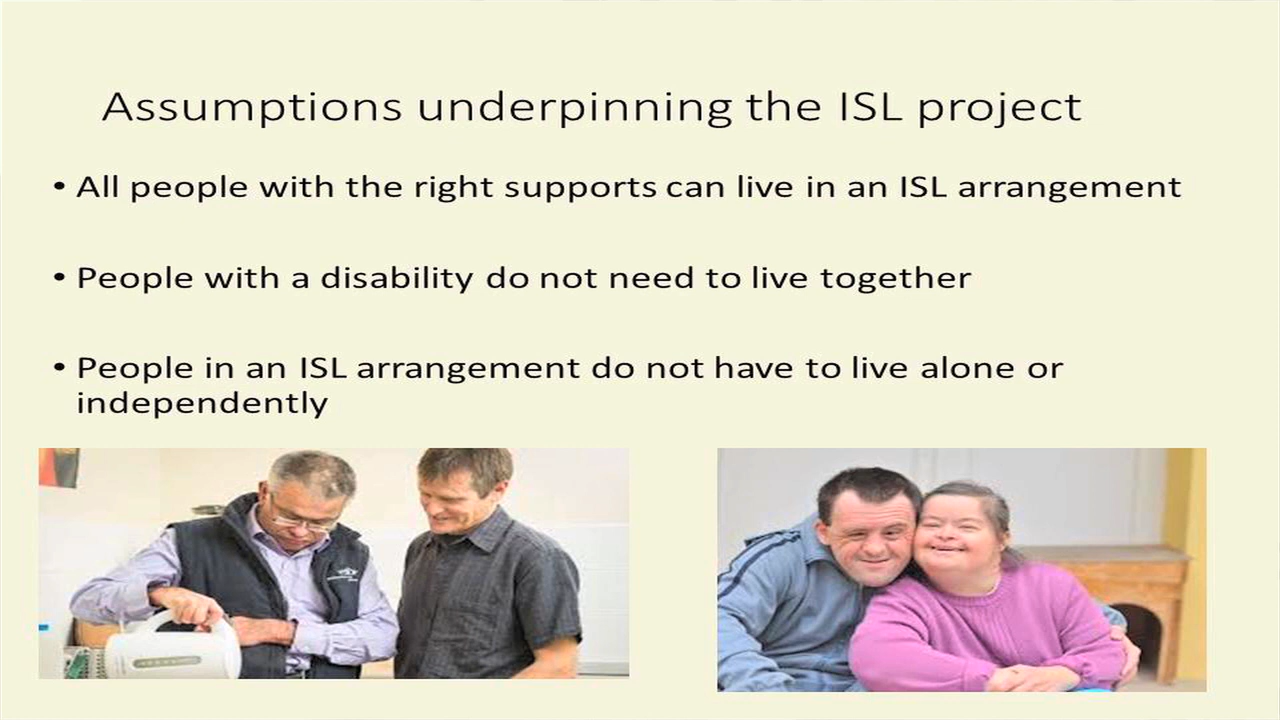 Assumptions underpinning the ISL project
• All people with the right supports can live in an ISL arrangement
• People with a disability do not need to live together
• People in an ISL arrangement do not have to live alone or
independently